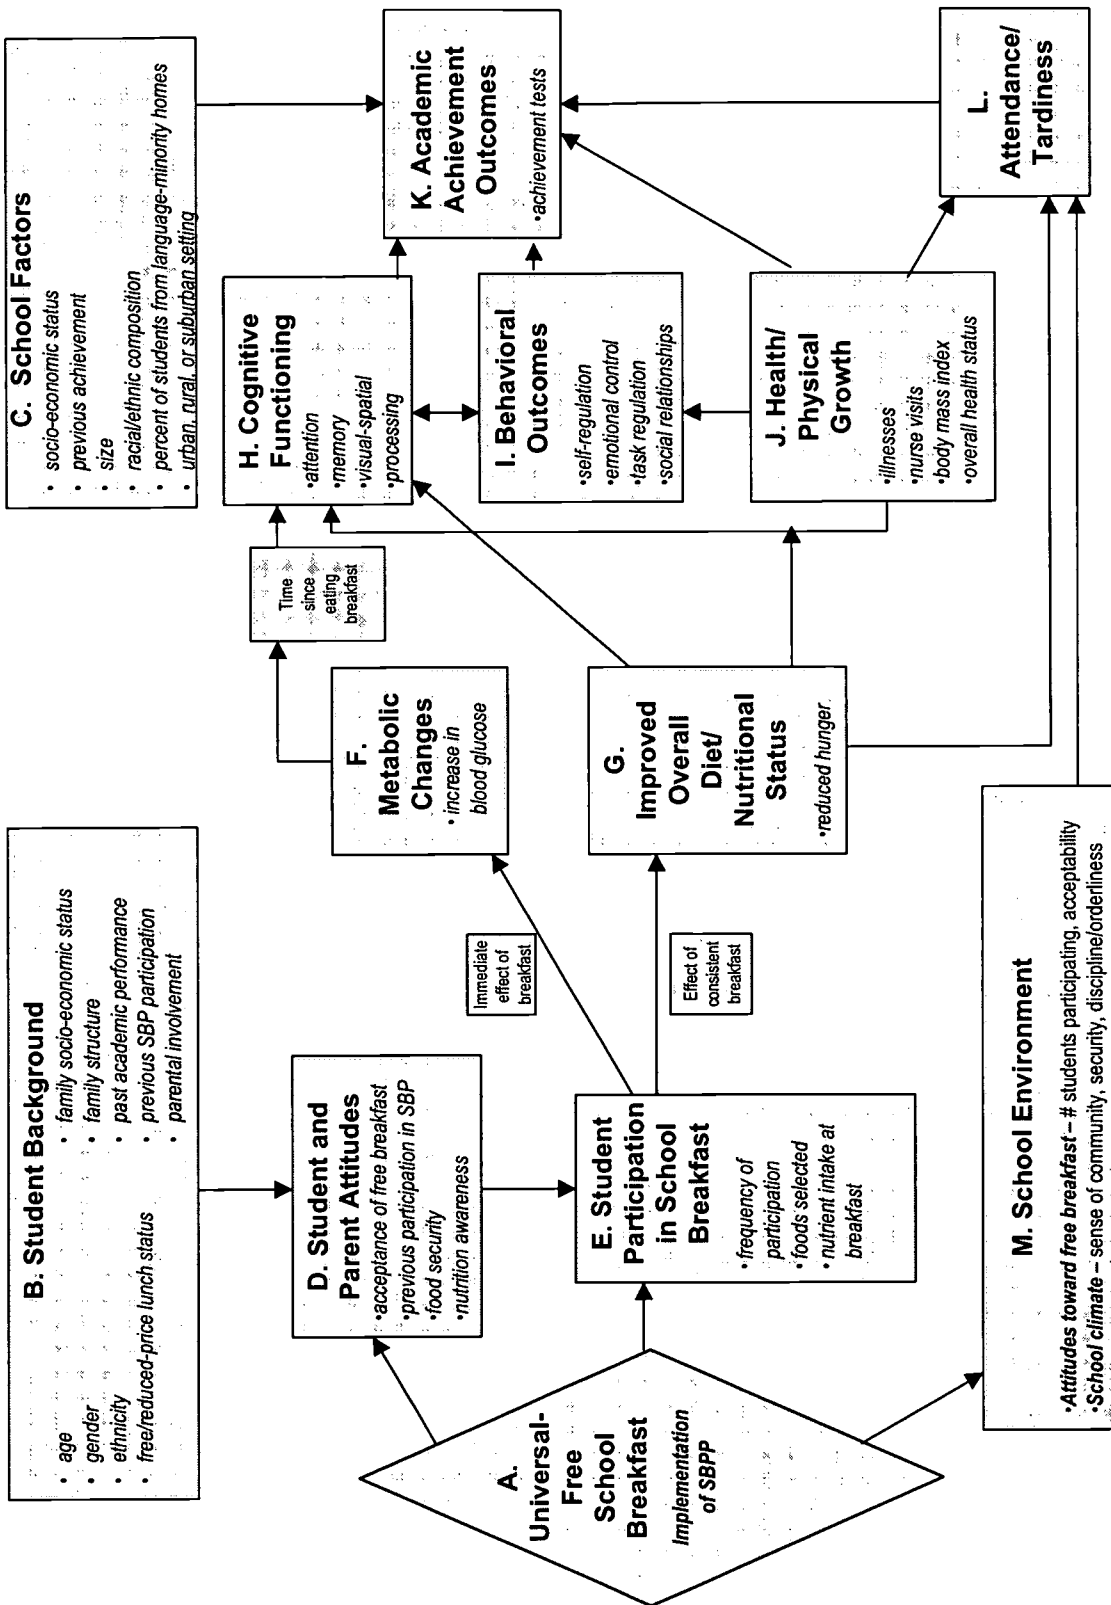 B. Student Background
• age
• gender
• ethnicity
• free/reduced-price lunch status
• family socio-economic status
• family structure
• past academic performance
• previous SBP participation
• parental involvement
C. School Factors
• socio-economic status
• previous achievement
• size
• racial/ethnic composition
• percent of students from language-minority homes
• urban, rural, or suburban setting
A.
Universal-
Free
School
Breakfast
Implementation
of SBPP
D. Student and
Parent Attitudes
•acceptance of free breakfast
•previous participation in SBP
•food security
•nutrition awareness
E. Student
Participation
in School
Breakfast
•frequency of
participation
•foods selected
•nutrient intake at
breakfast
Immediate
effect of
breakfast
Effect of
consistent
breakfast
F.
Metabolic
Changes
• increase in
blood glucose
G.
Improved
Overall
Diet/
Nutritional
Status
•reduced hunger
Time
since
eating
breakfast
H. Cognitive
Functioning
•attention
•memory
•visual-spatial
•processing
I. Behavioral
Outcomes
•self-regulation
•emotional control
•task regulation
•social relationships
J. Health/
Physical
Growth
•illnesses
•nurse visits
•body mass index
•overall health status
K. Academic
Achievement
Outcomes
•achievement tests
L.
Attendance/
Tardiness
M. School Environment
•Attitudes toward free breakfast – # students participating, acceptability
•School climate – sense of community, security, discipline/orderliness